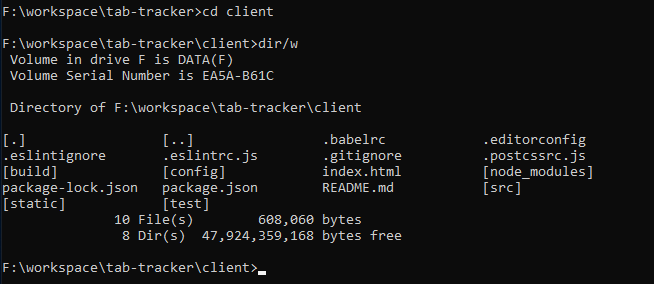 F:\workspace\tab-tracker>cd client
F:\workspace\tab-tracker\client>dir/w
Volume in drive F is DATA(F)
Volume Serial Number is EA5A-B61C
Directory of F:\workspace\tab-tracker\client
[.] [..] .babelrc .editorconfig
.eslintignore .eslintrc.js .gitignore .postcssrc.js
[build] [config] index.html [node_modules]
package-lock.json package.json README.md [src]
[static] [test]
10 File(s) 608,060 bytes
8 Dir(s) 47,924,359,168 bytes free
F:\workspace\tab-tracker\client>